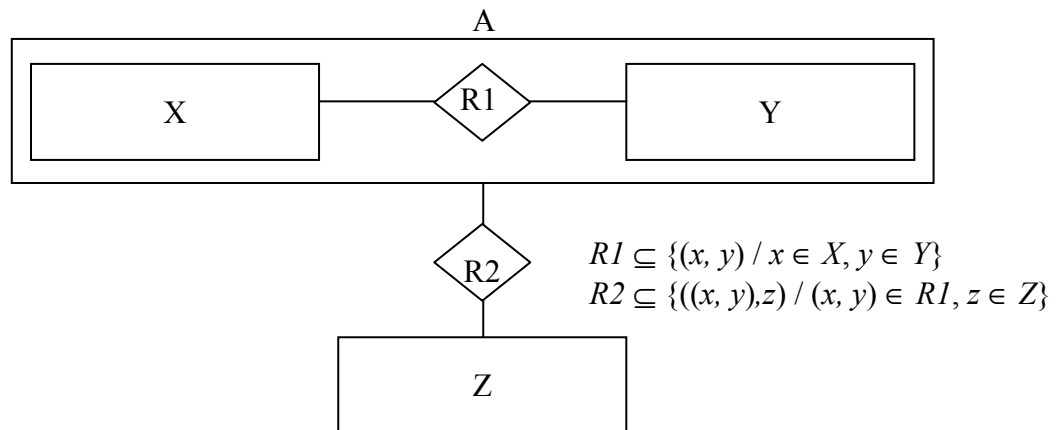 A
X
R1
Y
R2
R1 ⊆ {(x, y) / x ∈ X, y ∈ Y}
R2 ⊆ {((x, y),z) / (x, y) ∈ R1, z ∈ Z}
Z